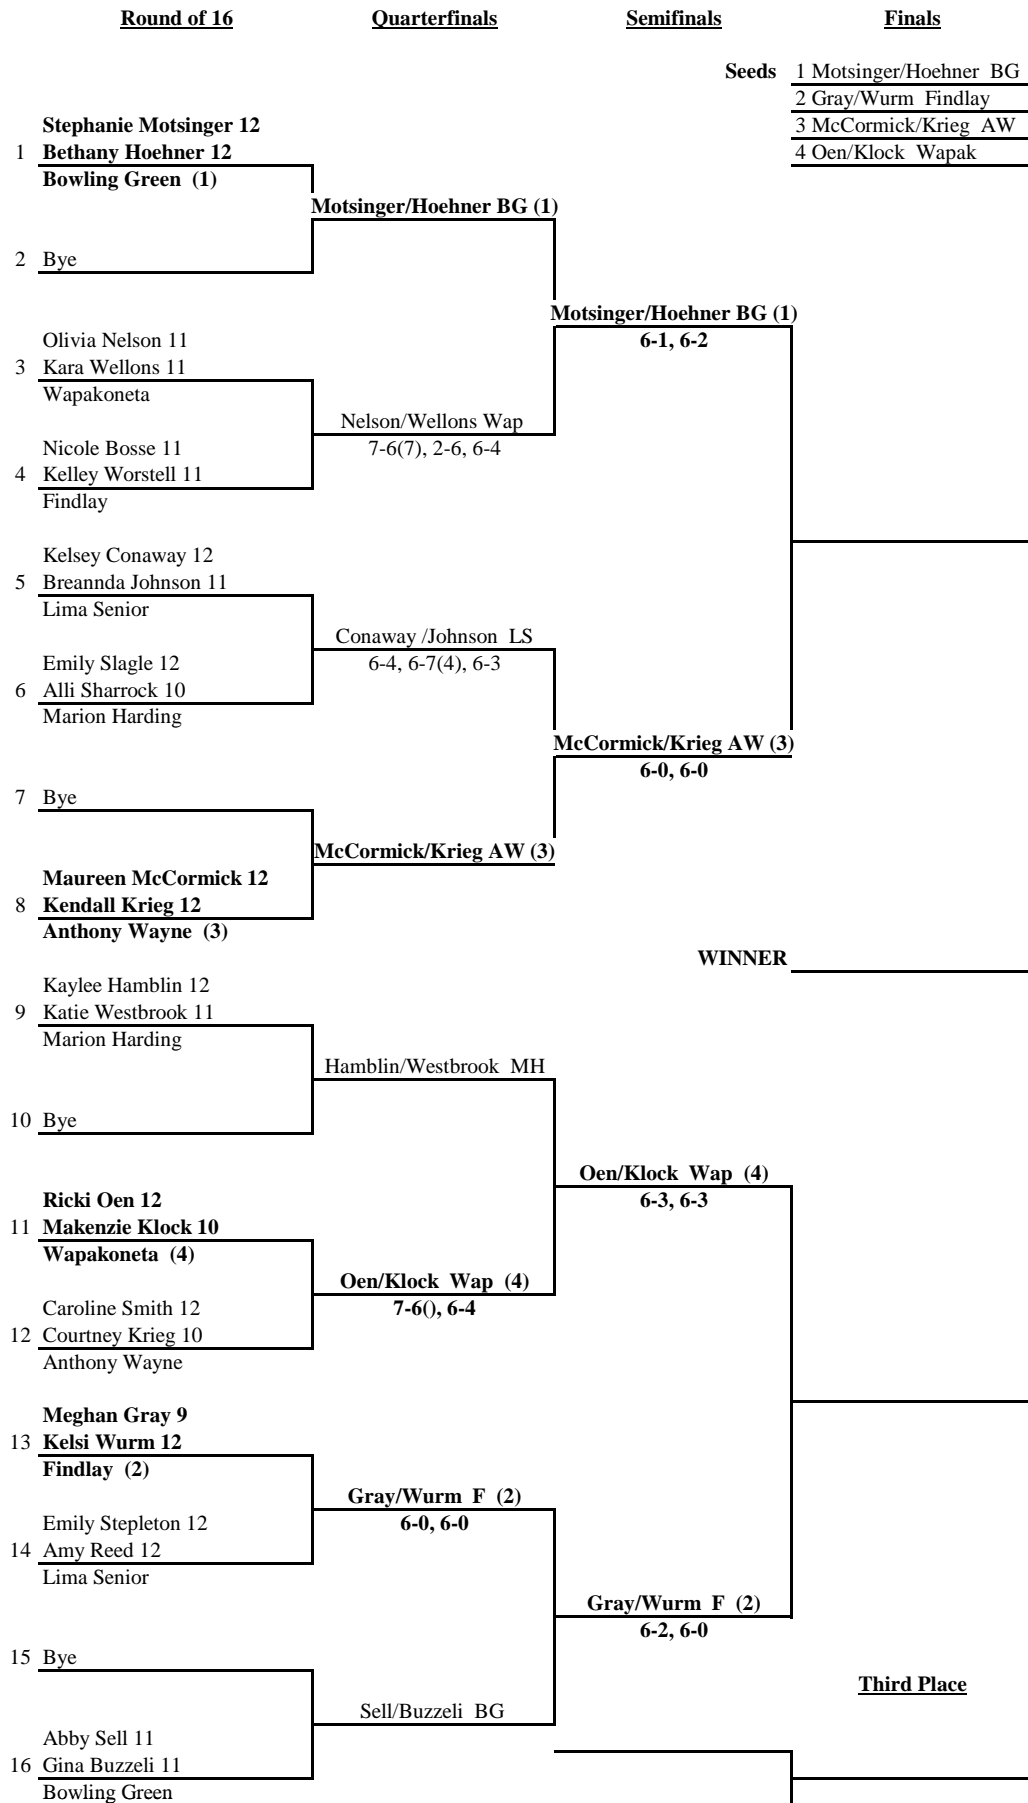 Round of 16 Quarterfinals Semifinals Finals
Seeds 1 Motsinger/Hoehner BG
2 Gray/Wurm Findlay
3 McCormick/Krieg AW
4 Oen/Klock Wapak
Stephanie Motsinger 12
1 Bethany Hoehner 12
Bowling Green (1)
Motsinger/Hoehner BG (1)
2 Bye
Motsinger/Hoehner BG (1)
6-1, 6-2
Olivia Nelson 11
3 Kara Wellons 11
Wapakoneta
Nelson/Wellons Wap
7-6(7), 2-6, 6-4
Nicole Bosse 11
4 Kelley Worstell 11
Findlay
Kelsey Conaway 12
5 Breannda Johnson 11
Lima Senior
Conaway /Johnson LS
6-4, 6-7(4), 6-3
Emily Slagle 12
6 Alli Sharrock 10
Marion Harding
McCormick/Krieg AW (3)
6-0, 6-0
7 Bye
McCormick/Krieg AW (3)
Maureen McCormick 12
8 Kendall Krieg 12
Anthony Wayne (3)
WINNER
Kaylee Hamblin 12
9 Katie Westbrook 11
Marion Harding
Hamblin/Westbrook MH
10 Bye
Oen/Klock Wap (4)
6-3, 6-3
Ricki Oen 12
11 Makenzie Klock 10
Wapakoneta (4)
Oen/Klock Wap (4)
7-6(), 6-4
Caroline Smith 12
12 Courtney Krieg 10
Anthony Wayne
Meghan Gray 9
13 Kelsi Wurm 12
Findlay (2)
Gray/Wurm F (2)
6-0, 6-0
Emily Stepleton 12
14 Amy Reed 12
Lima Senior
Gray/Wurm F (2)
6-2, 6-0
15 Bye
Third Place
Sell/Buzzeli BG
Abby Sell 11
16 Gina Buzzeli 11
Bowling Green